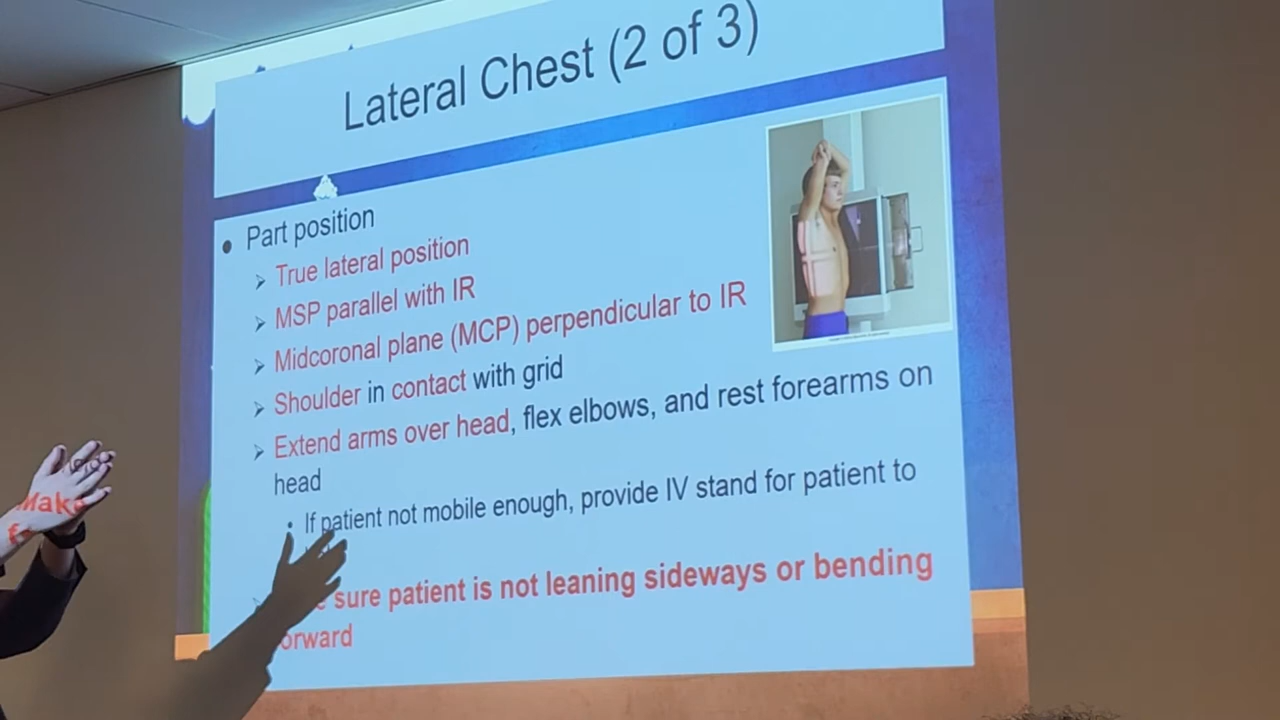 Lateral Chest (2 of 3)
• Part position
➢ True lateral position
➢ MSP parallel with IR
➢ Midcoronal plane (MCP) perpendicular to IR
➢ Shoulder in contact with grid
➢ Extend arms over head, flex elbows, and rest forearms on
head
• If patient not mobile enough, provide IV stand for patient to
Make sure patient is not leaning sideways or bending
forward